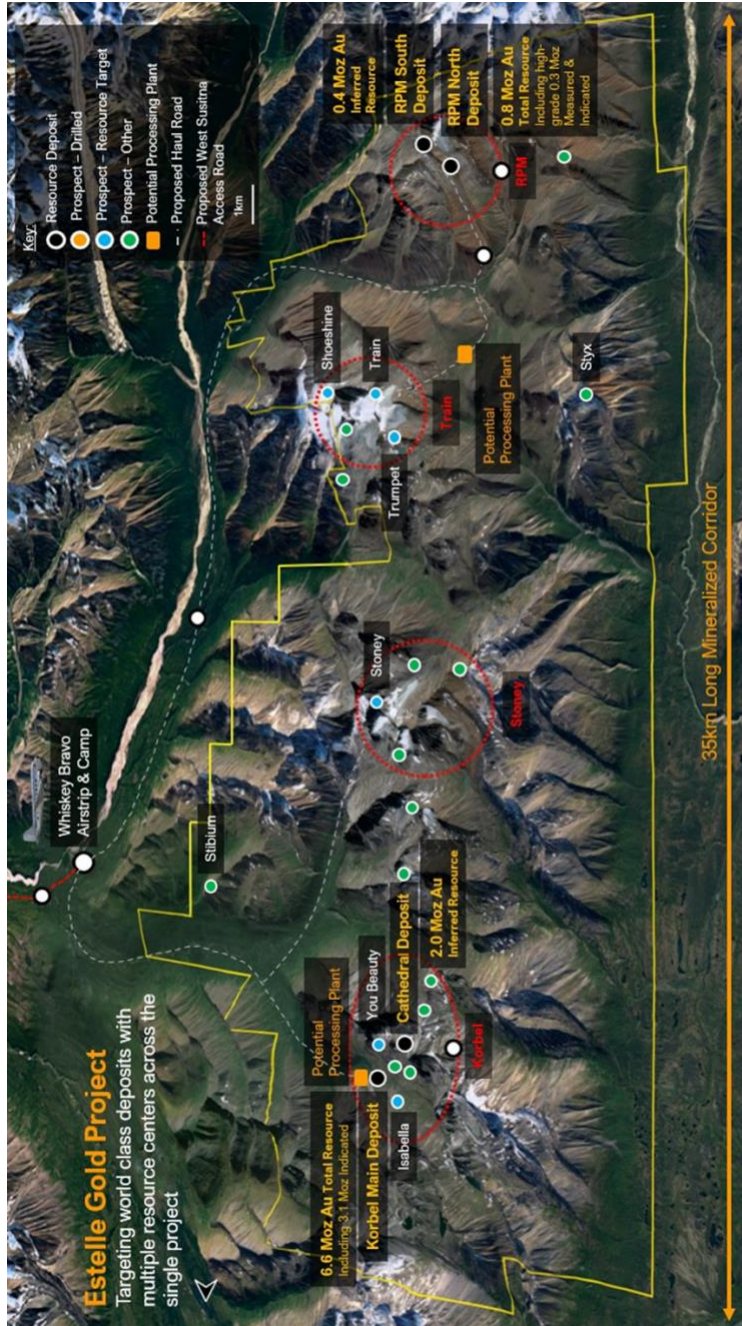 Estelle Gold Project
Targeting world class deposits with
multiple resource centers across the
single project
Whiskey Bravo
Airstrip & Camp
Key:
Resource Deposit
Prospect – Drilled
Prospect – Resource Target
Prospect – Other
Potential Processing Plant
Proposed Haul Road
Proposed West Susitna
Access Road
1km
Stibium
6.6 Moz Au Total Resource
Including 3.1 Moz Indicated
Korbel Main Deposit
Isabella
Potential
Processing Plant
You Beauty
Cathedral Deposit
2.0 Moz Au
Inferred Resource
Korbel
Stoney
Stoney
Shoeshine
Train
Trumpet
Train
Potential
Processing Plant
Styx
0.4 Moz Au
Inferred
Resource
RPM South
Deposit
RPM North
Deposit
0.8 Moz Au
Total Resource
Including high-
grade 0.3 Moz
Measured &
Indicated
RPM
35km Long Mineralized Corridor